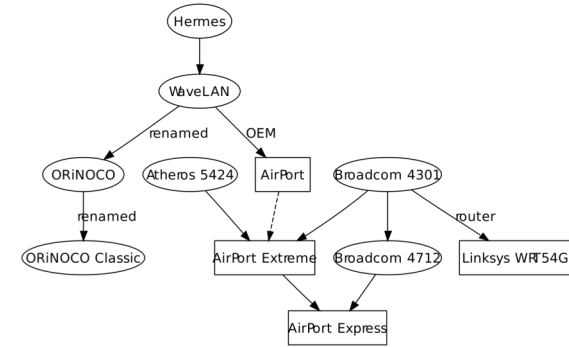 Hermes
WaveLAN
renamed
OEM
ORiNOCO
Atheros 5424
AirPort
Broadcom 4301
renamed
router
ORiNOCO Classic
AirPort Extreme
Broadcom 4712
Linksys WRT54G
AirPort Express